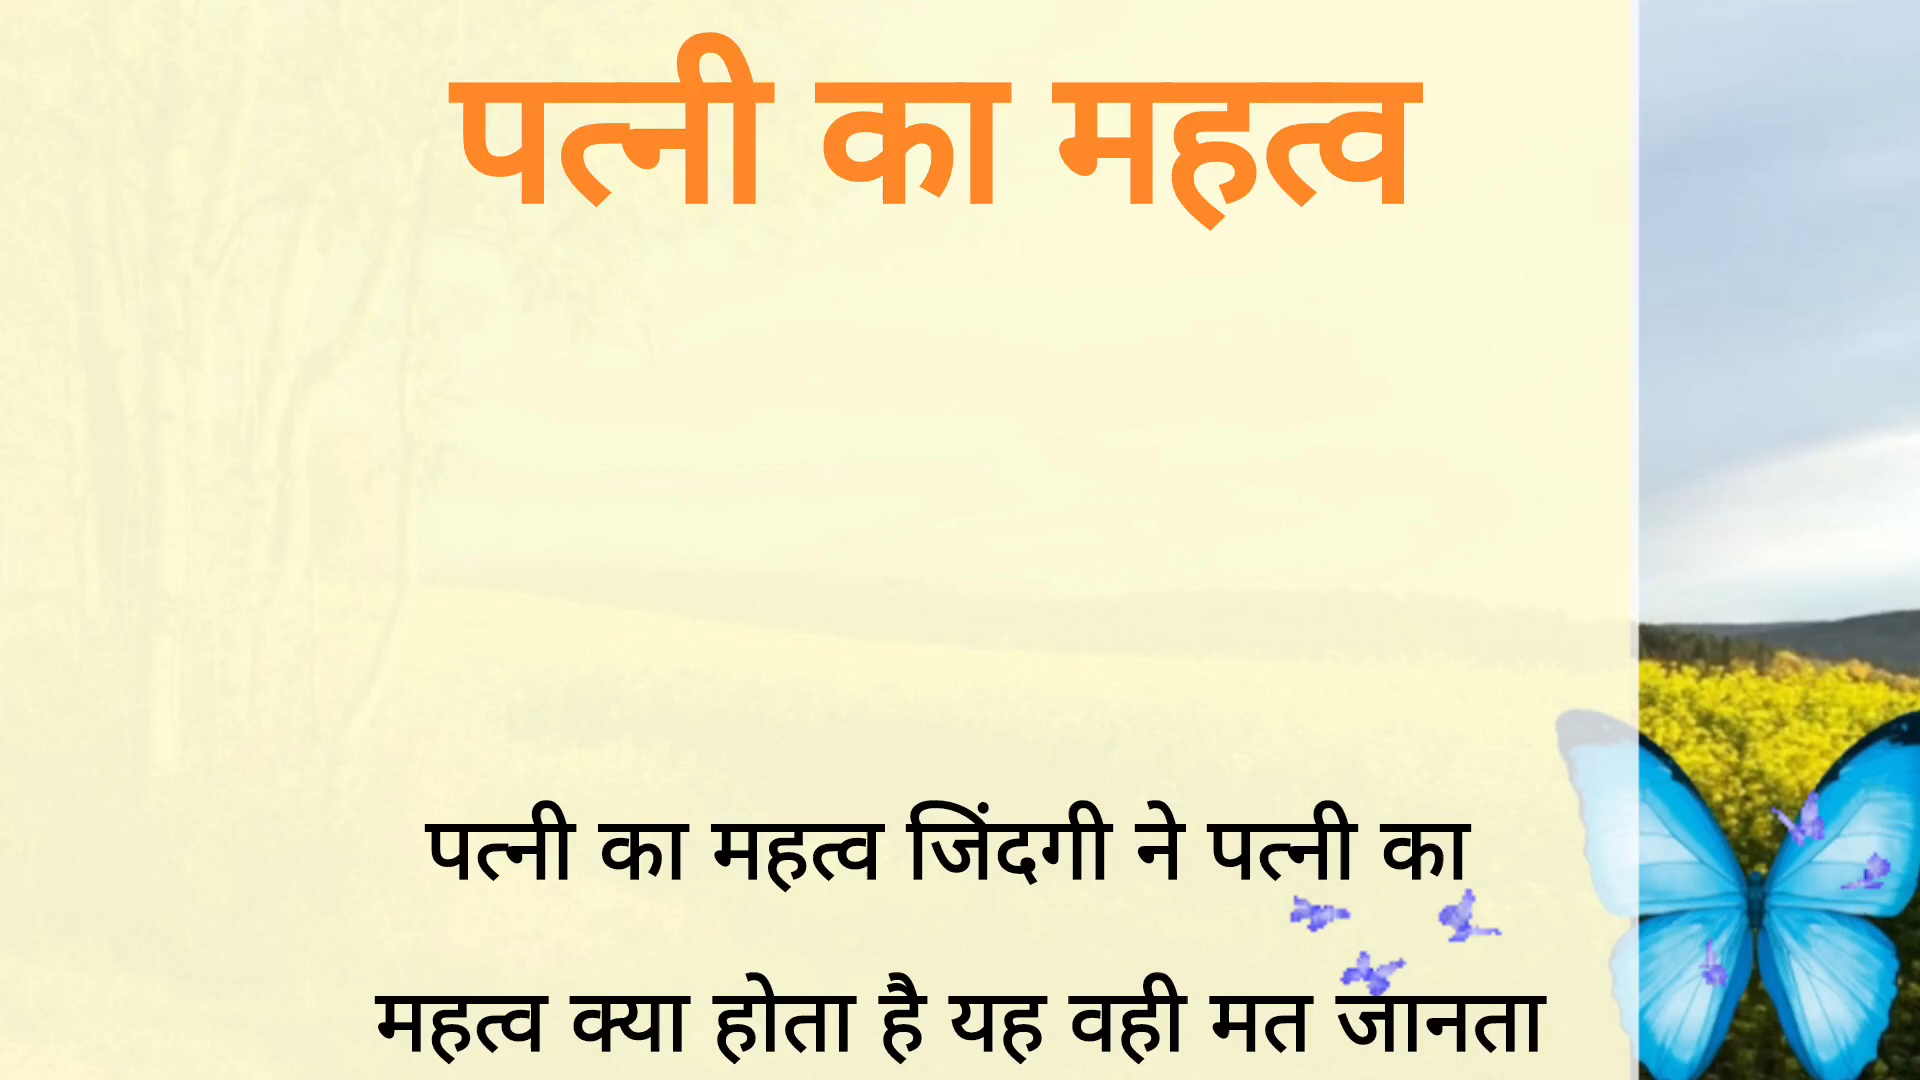 पत्नी का महत्व
पत्नी का महत्व जिंदगी ने पत्नी का
महत्व क्या होता है यह वही मत जानता